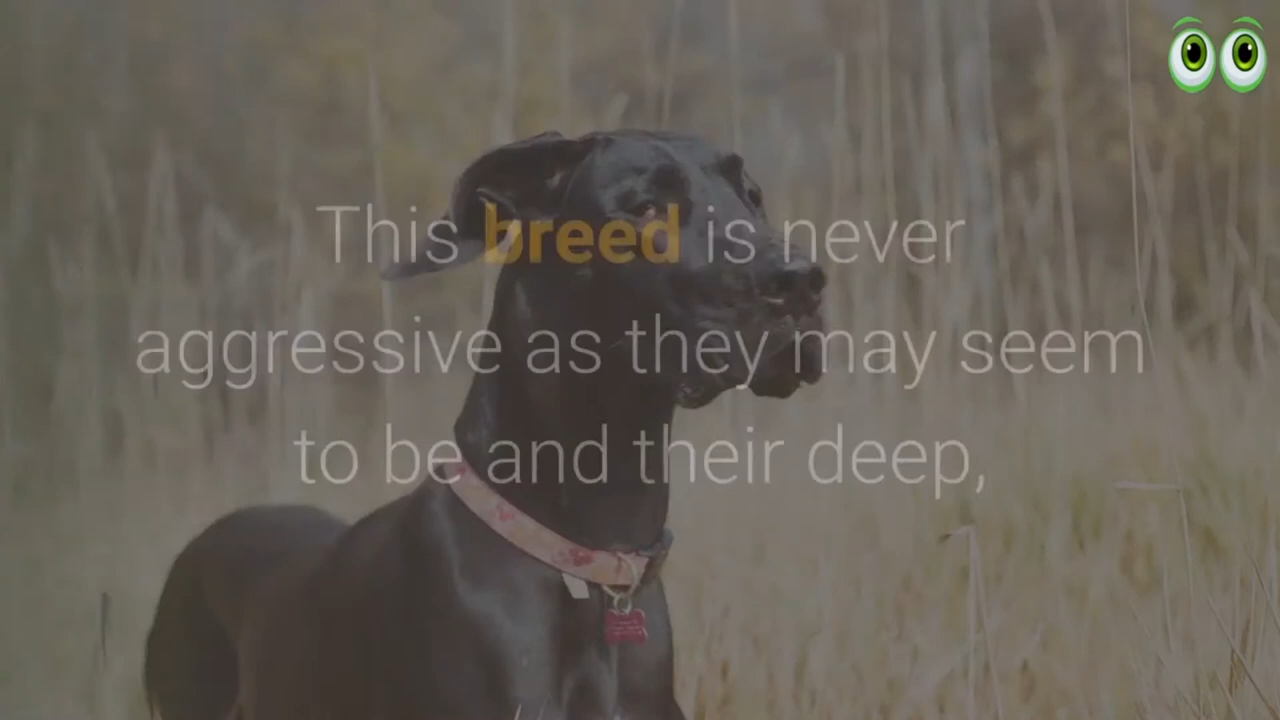 This breed is never
aggressive as they may seem
to be and their deep,